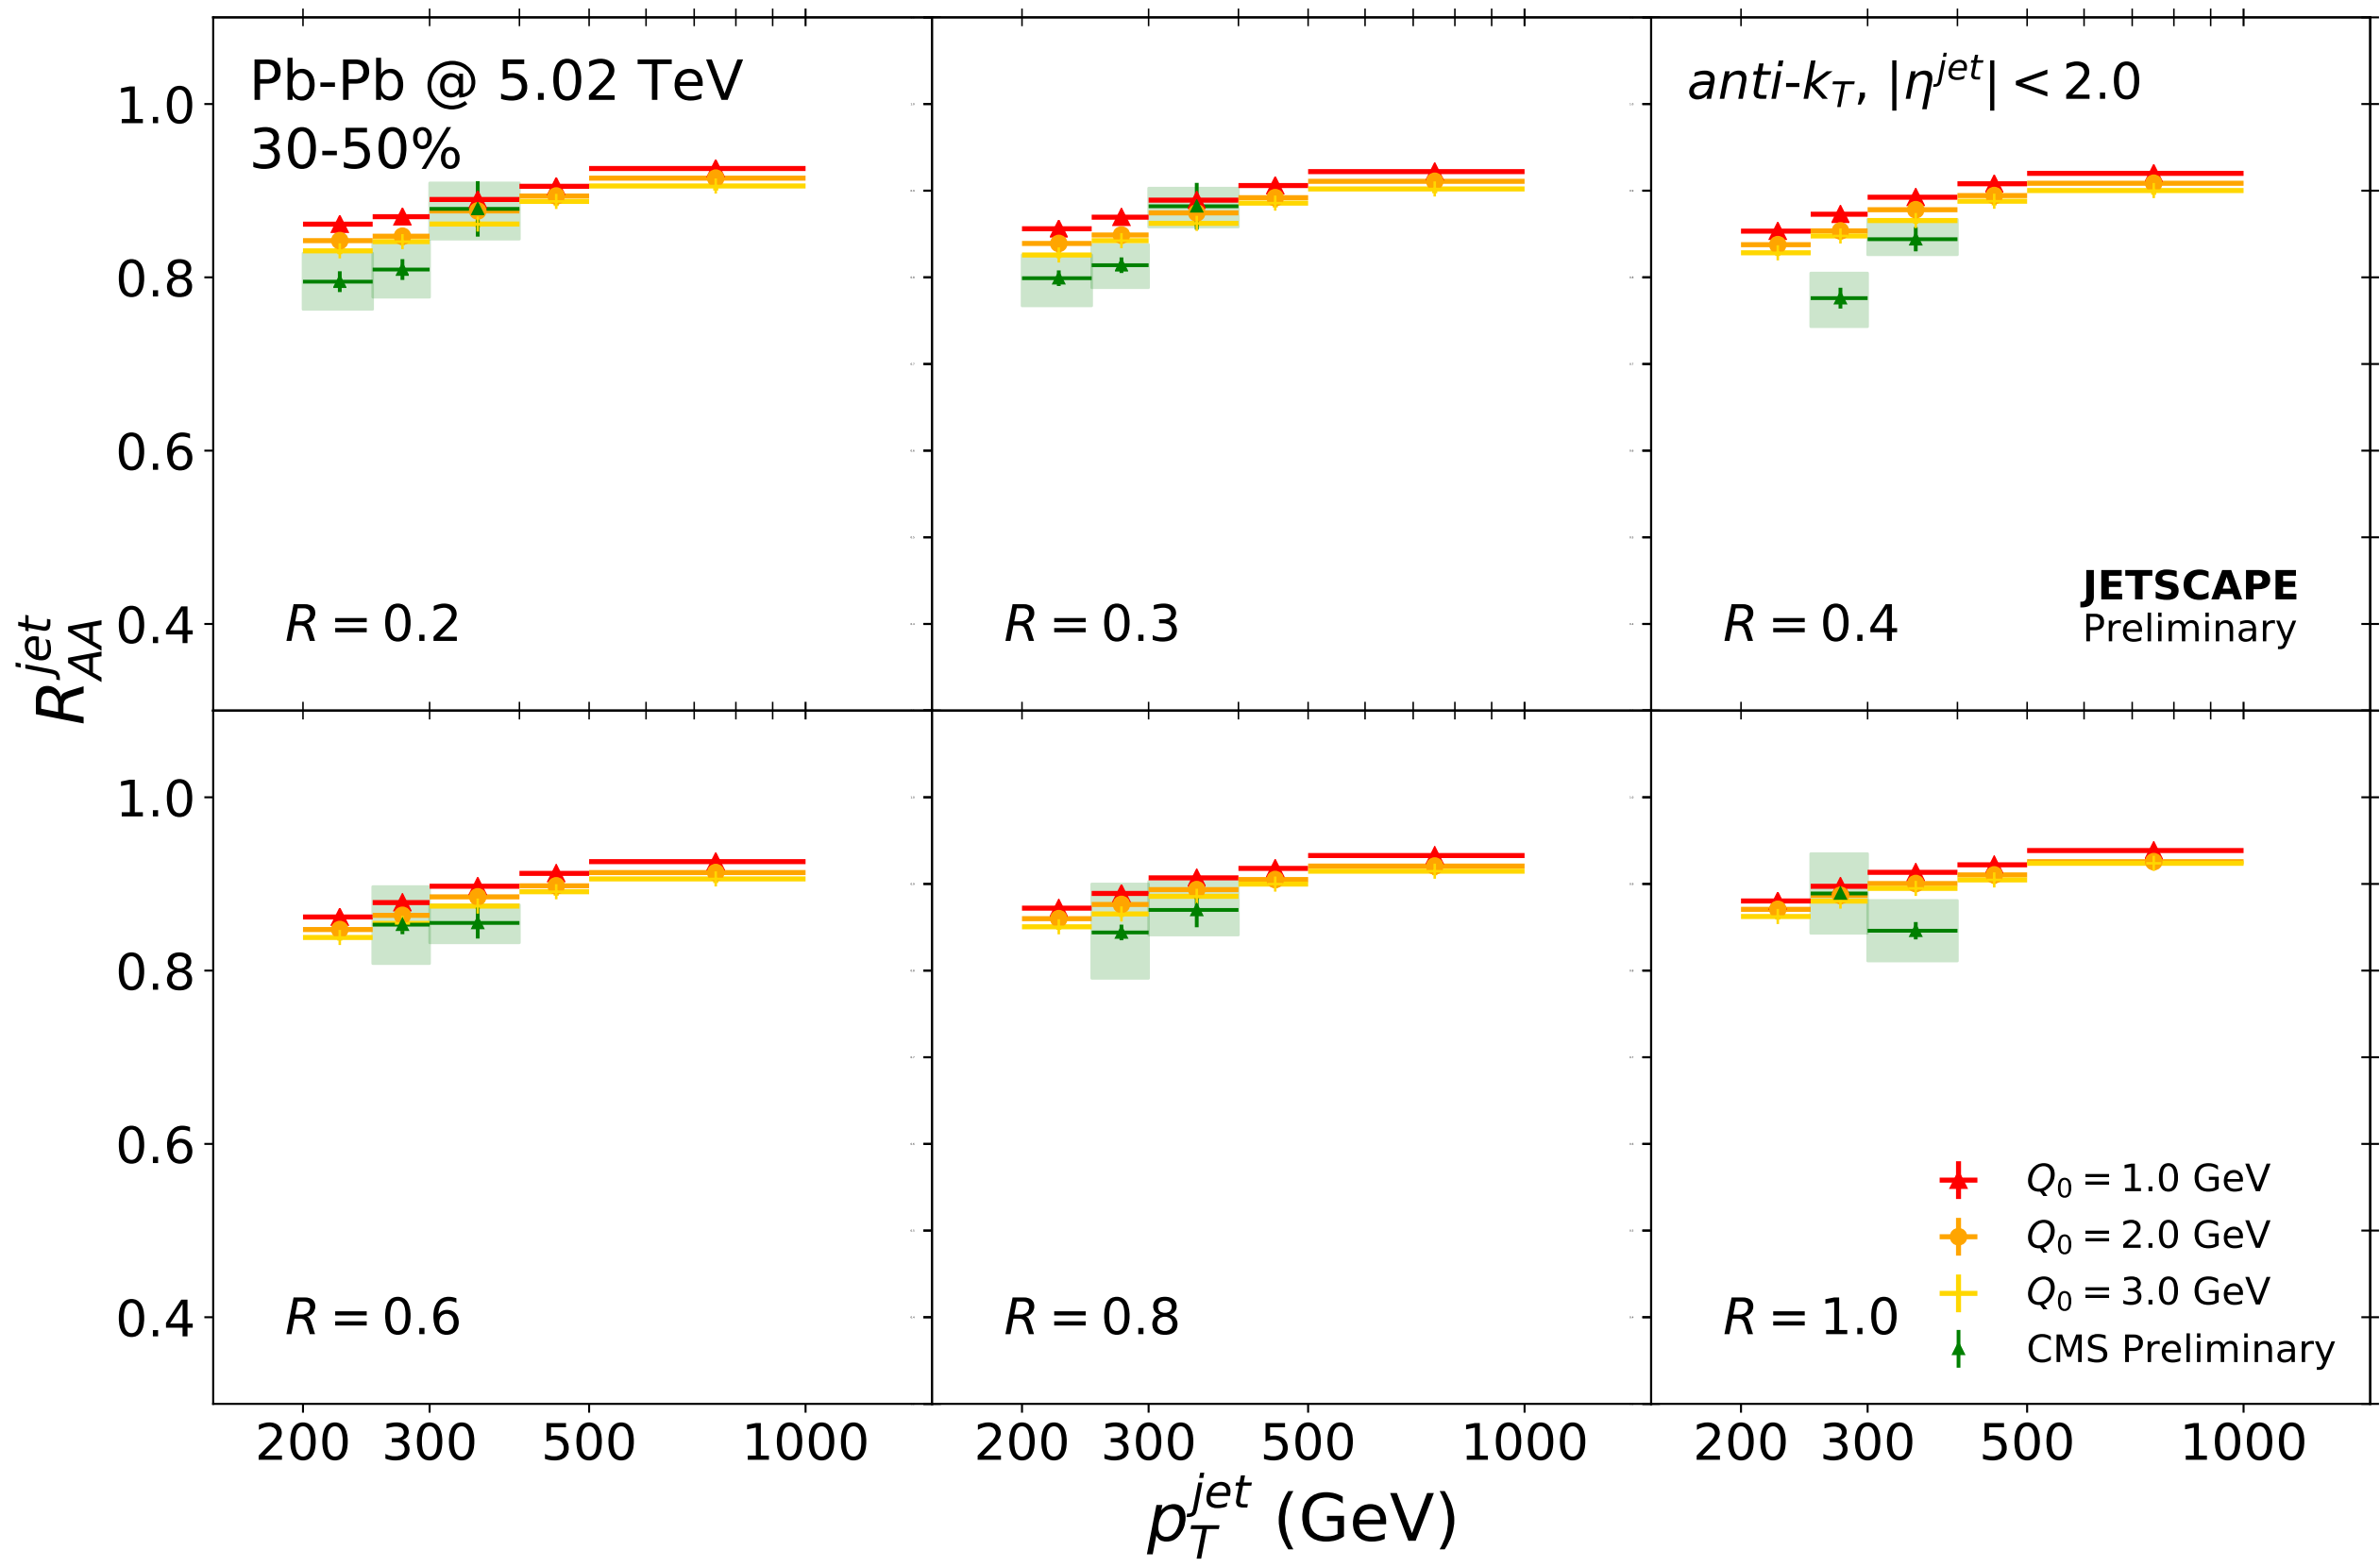 Pb-Pb @ 5.02 TeV
30-50%
anti-k_T, |η^{jet}| < 2.0
1.0
0.8
0.6
0.4
R = 0.2
R = 0.3
R = 0.4
JETSCAPE
Preliminary
R_{AA}^{jet}
1.0
0.8
0.6
0.4
R = 0.6
R = 0.8
R = 1.0
Q_0 = 1.0 GeV
Q_0 = 2.0 GeV
Q_0 = 3.0 GeV
CMS Preliminary
200 300 500 1000
200 300 500 1000
200 300 500 1000
p_T^{jet} (GeV)